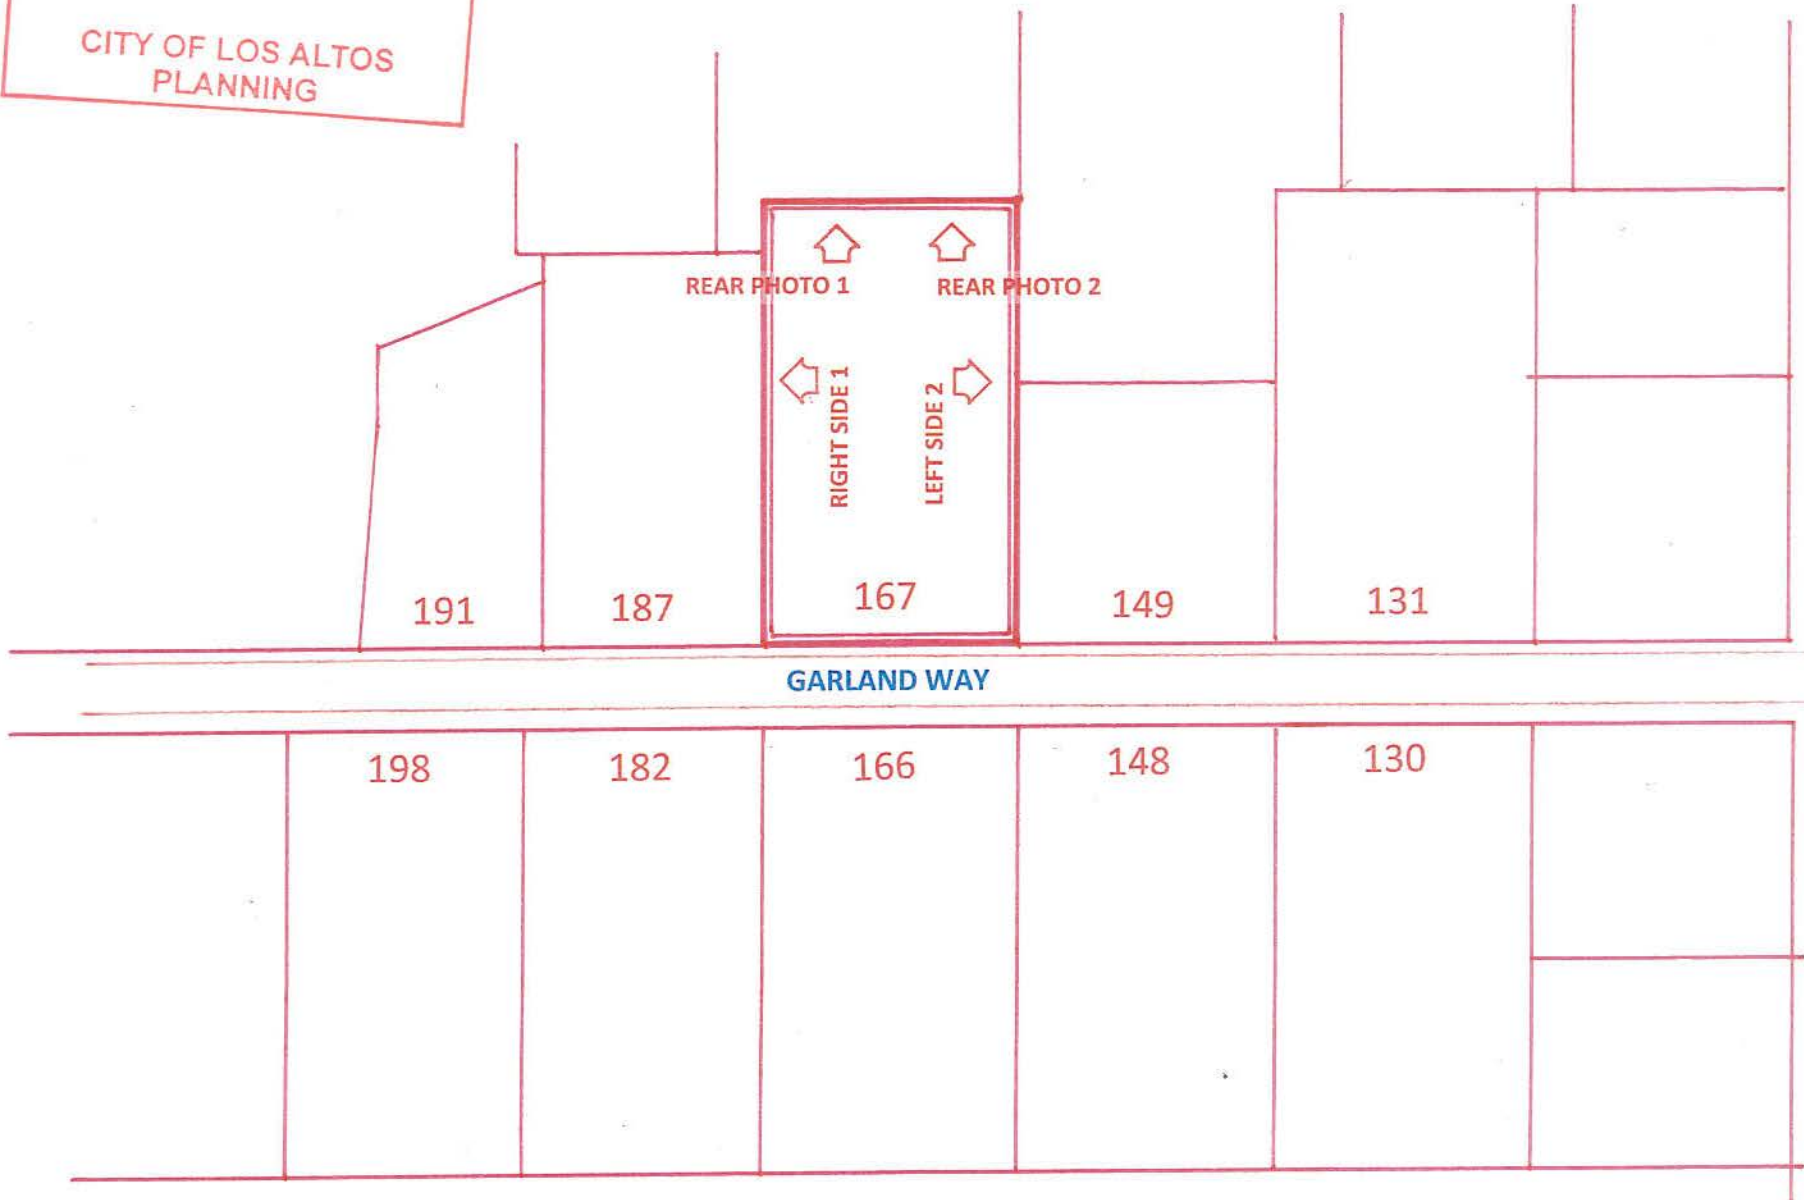 CITY OF LOS ALTOS
PLANNING
REAR PHOTO 1
REAR PHOTO 2
RIGHT SIDE 1
LEFT SIDE 2
191
187
167
149
131
GARLAND WAY
198
182
166
148
130